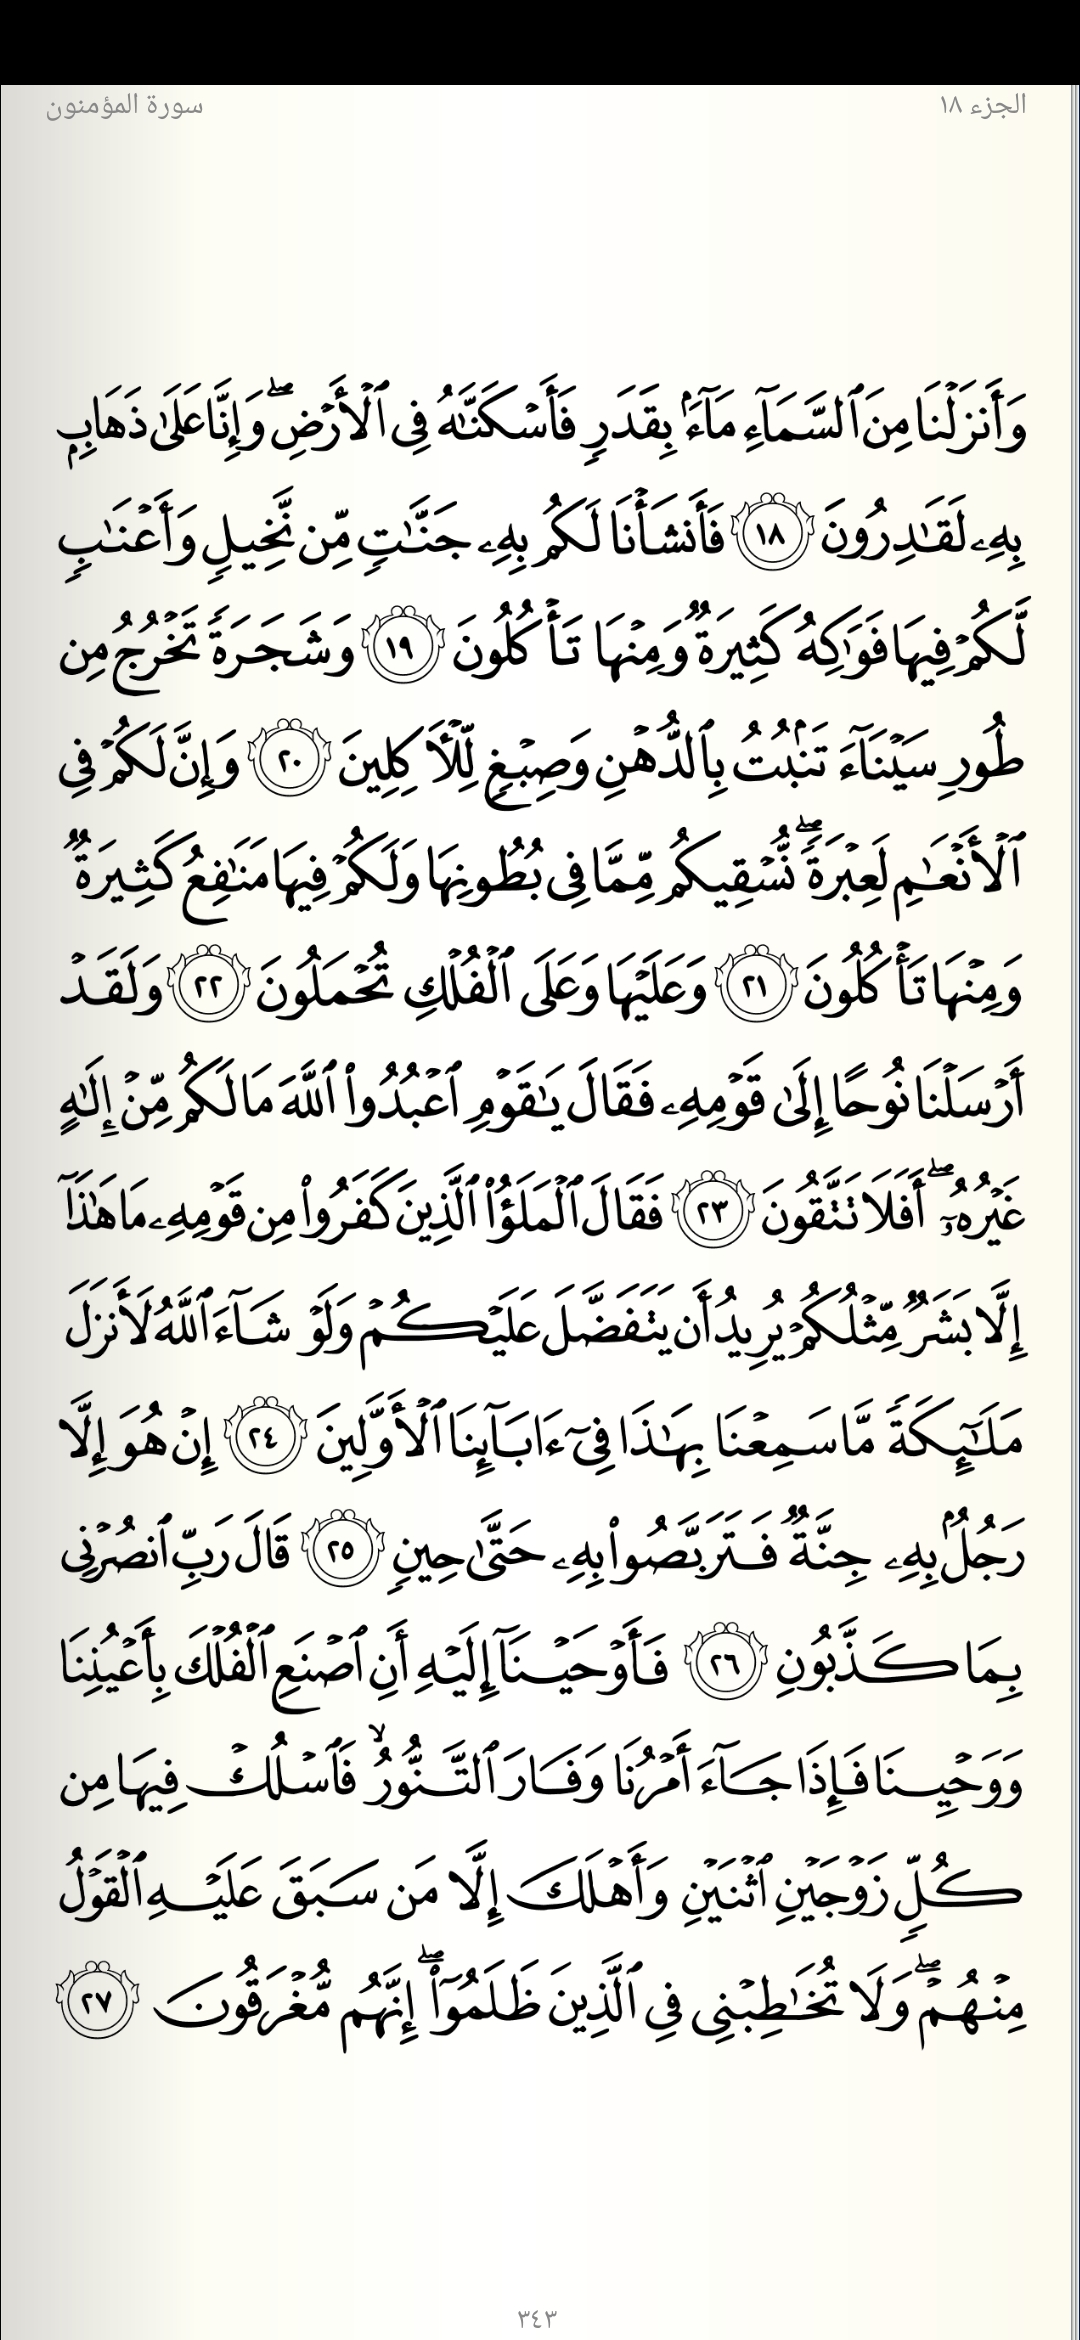 الجزء ١٨
سورة المؤمنون
وَأَنزَلْنَا مِنَ ٱلسَّمَآءِ مَآءًۢ بِقَدَرٍ فَأَسْكَنَّـٰهُ فِى ٱلْأَرْضِ ۖ وَإِنَّا عَلَىٰ ذَهَابٍۭ
بِهِۦ لَقَـٰدِرُونَ ١٨ فَأَنشَأْنَا لَكُم بِهِۦ جَنَّـٰتٍ مِّن نَّخِيلٍ وَأَعْنَـٰبٍ
لَّكُمْ فِيهَا فَوَٰكِهُ كَثِيرَةٌ وَمِنْهَا تَأْكُلُونَ ١٩ وَشَجَرَةً تَخْرُجُ مِن
طُورِ سَيْنَآءَ تَنۢبُتُ بِٱلدُّهْنِ وَصِبْغٍ لِّلْـَٔاكِلِينَ ٢٠ وَإِنَّ لَكُمْ فِى
ٱلْأَنْعَـٰمِ لَعِبْرَةً ۖ نُّسْقِيكُم مِّمَّا فِى بُطُونِهَا وَلَكُمْ فِيهَا مَنَـٰفِعُ كَثِيرَةٌ
وَمِنْهَا تَأْكُلُونَ ٢١ وَعَلَيْهَا وَعَلَى ٱلْفُلْكِ تُحْمَلُونَ ٢٢ وَلَقَدْ
أَرْسَلْنَا نُوحًا إِلَىٰ قَوْمِهِۦ فَقَالَ يَـٰقَوْمِ ٱعْبُدُوا۟ ٱللَّهَ مَا لَكُم مِّنْ إِلَـٰهٍ
غَيْرُهُۥٓ ۖ أَفَلَا تَتَّقُونَ ٢٣ فَقَالَ ٱلْمَلَؤُا۟ ٱلَّذِينَ كَفَرُوا۟ مِن قَوْمِهِۦ مَا هَـٰذَآ
إِلَّا بَشَرٌ مِّثْلُكُمْ يُرِيدُ أَن يَتَفَضَّلَ عَلَيْكُمْ وَلَوْ شَآءَ ٱللَّهُ لَأَنزَلَ
مَلَـٰٓئِكَةً مَّا سَمِعْنَا بِهَـٰذَا فِىٓ ءَابَآئِنَا ٱلْأَوَّلِينَ ٢٤ إِنْ هُوَ إِلَّا
رَجُلٌۢ بِهِۦ جِنَّةٌ فَتَرَبَّصُوا۟ بِهِۦ حَتَّىٰ حِينٍ ٢٥ قَالَ رَبِّ ٱنصُرْنِى
بِمَا كَذَّبُونِ ٢٦ فَأَوْحَيْنَآ إِلَيْهِ أَنِ ٱصْنَعِ ٱلْفُلْكَ بِأَعْيُنِنَا
وَوَحْيِنَا فَإِذَا جَآءَ أَمْرُنَا وَفَارَ ٱلتَّنُّورُ ۙ فَٱسْلُكْ فِيهَا مِن
كُلٍّ زَوْجَيْنِ ٱثْنَيْنِ وَأَهْلَكَ إِلَّا مَن سَبَقَ عَلَيْهِ ٱلْقَوْلُ
مِنْهُمْ ۖ وَلَا تُخَـٰطِبْنِى فِى ٱلَّذِينَ ظَلَمُوٓا۟ ۖ إِنَّهُم مُّغْرَقُونَ ٢٧
٣٤٣